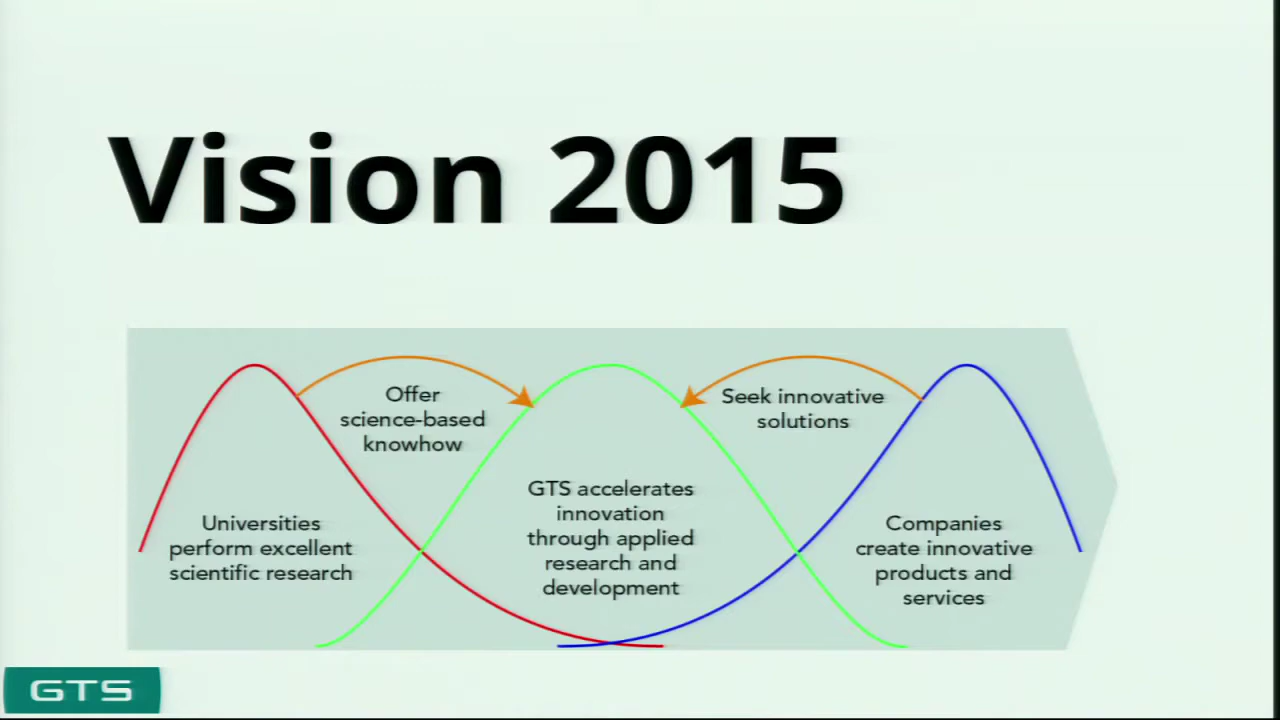 Vision 2015
Offer
science-based
knowhow
Seek innovative
solutions
Universities
perform excellent
scientific research
GTS accelerates
innovation
through applied
research and
development
Companies
create innovative
products and
services
GTS